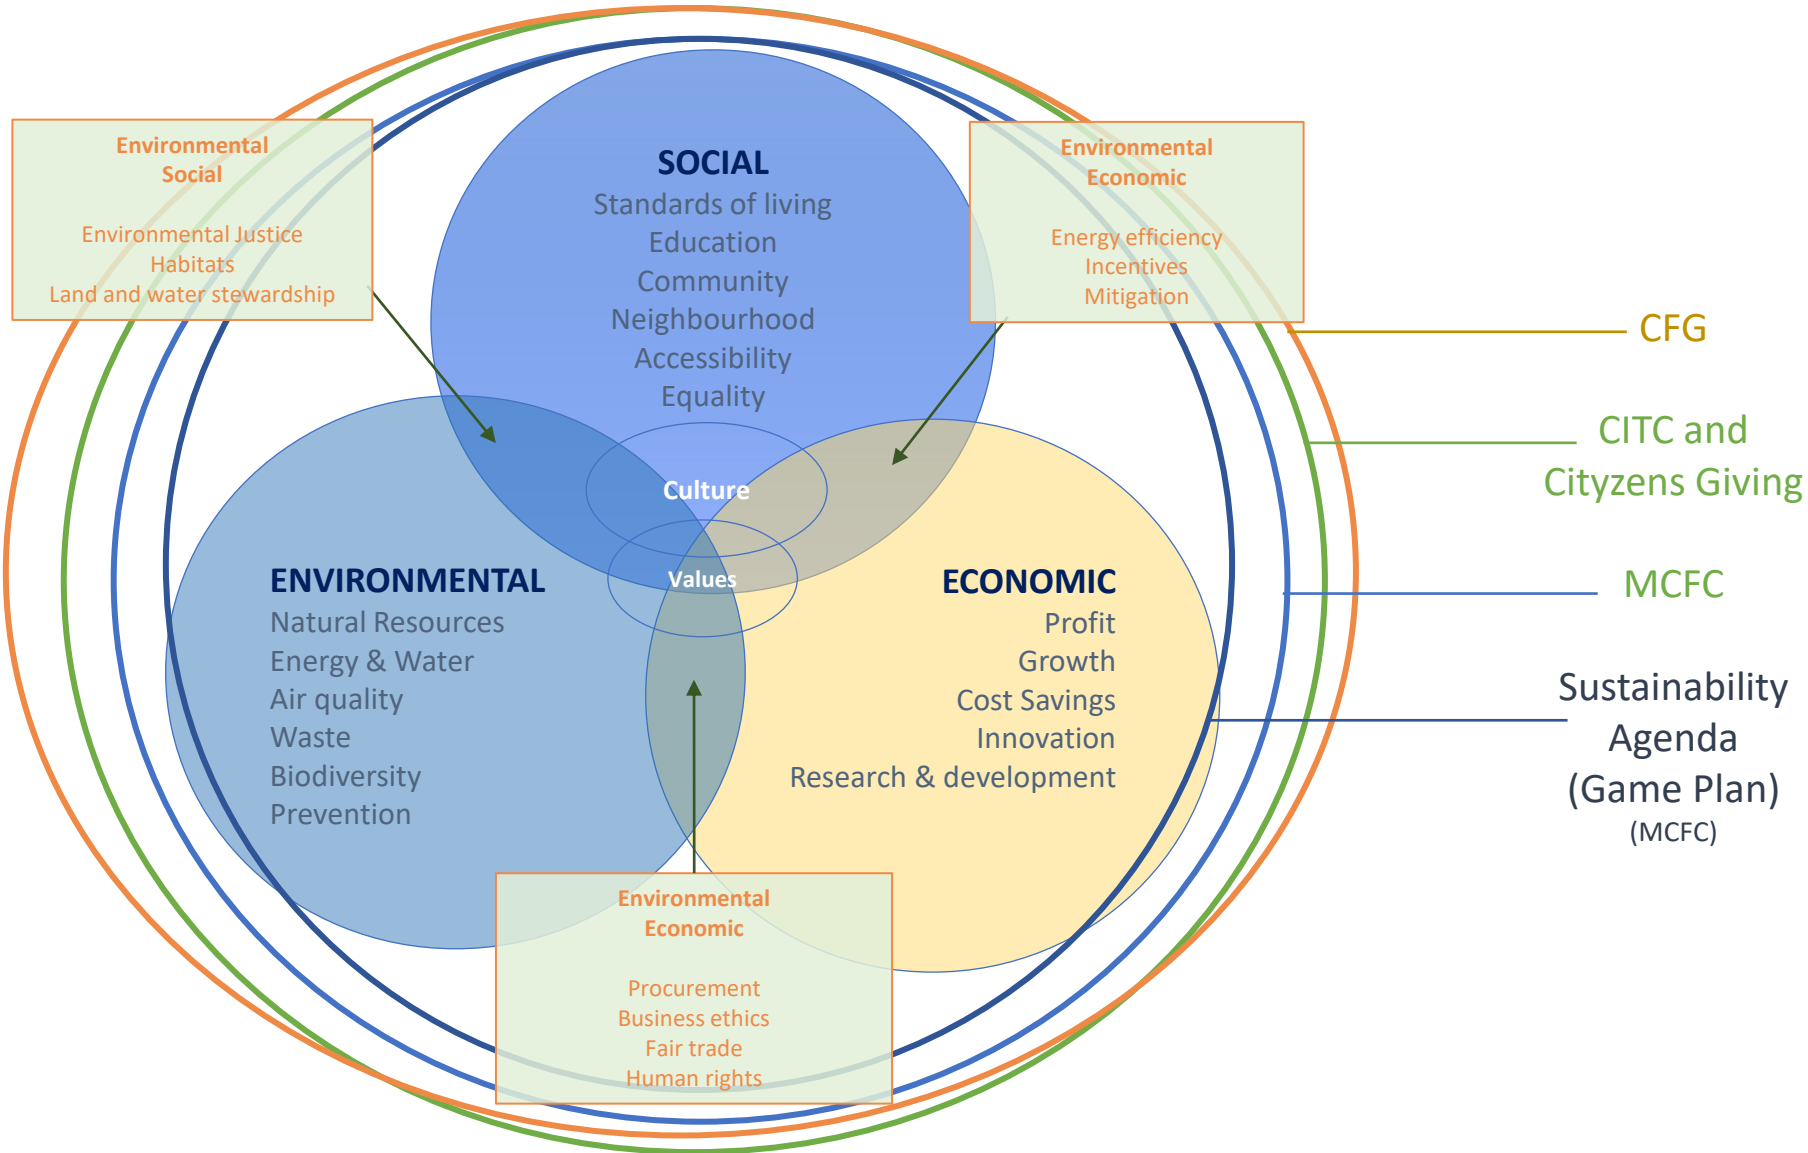 Environmental
Social
Environmental Justice
Habitats
Land and water stewardship
SOCIAL
Standards of living
Education
Community
Neighbourhood
Accessibility
Equality
Environmental
Economic
Energy efficiency
Incentives
Mitigation
Culture
Values
ENVIRONMENTAL
Natural Resources
Energy & Water
Air quality
Waste
Biodiversity
Prevention
ECONOMIC
Profit
Growth
Cost Savings
Innovation
Research & development
Environmental
Economic
Procurement
Business ethics
Fair trade
Human rights
CFG
CITC and
Cityzens Giving
MCFC
Sustainability
Agenda
(Game Plan)
(MCFC)